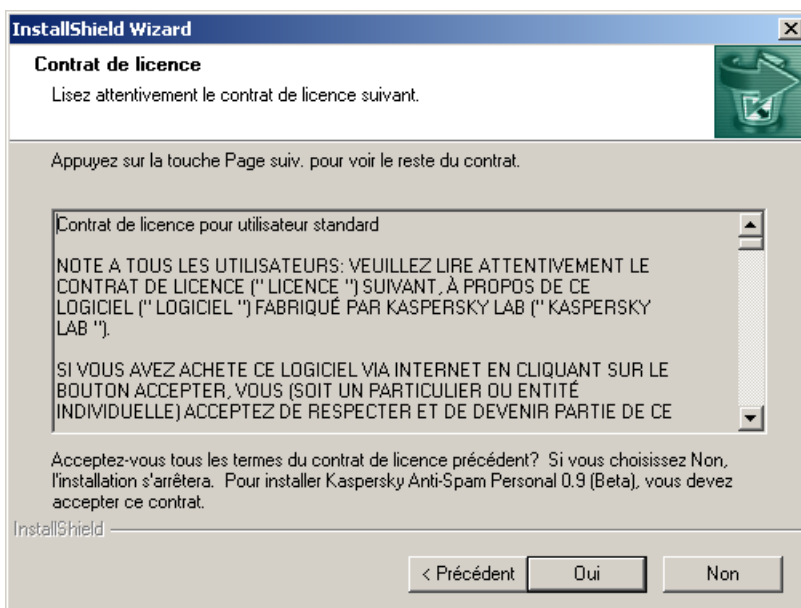 InstallShield Wizard
Contrat de licence
Lisez attentivement le contrat de licence suivant.
Appuyez sur la touche Page suiv. pour voir le reste du contrat.
Contrat de licence pour utilisateur standard
NOTE A TOUS LES UTILISATEURS: VEUILLEZ LIRE ATTENTIVEMENT LE
CONTRAT DE LICENCE (" LICENCE ") SUIVANT, À PROPOS DE CE
LOGICIEL (" LOGICIEL ") FABRIQUÉ PAR KASPERSKY LAB (" KASPERSKY
LAB ").
SI VOUS AVEZ ACHETE CE LOGICIEL VIA INTERNET EN CLIQUANT SUR LE
BOUTON ACCEPTER, VOUS (SOIT UN PARTICULIER OU ENTITÉ
INDIVIDUELLE) ACCEPTEZ DE RESPECTER ET DE DEVENIR PARTIE DE CE
Acceptez-vous tous les termes du contrat de licence précédent? Si vous choisissez Non,
l'installation s'arrêtera. Pour installer Kaspersky Anti-Spam Personal 0.9 (Beta), vous devez
accepter ce contrat.
InstallShield
< Précédent Oui Non